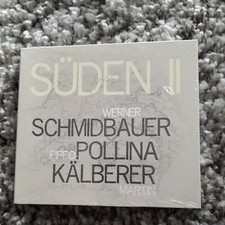 SÜDEN II
WERNER
SCHMIDBAUER
PIPPO
POLLINA
KÄLBERER
MARTIN